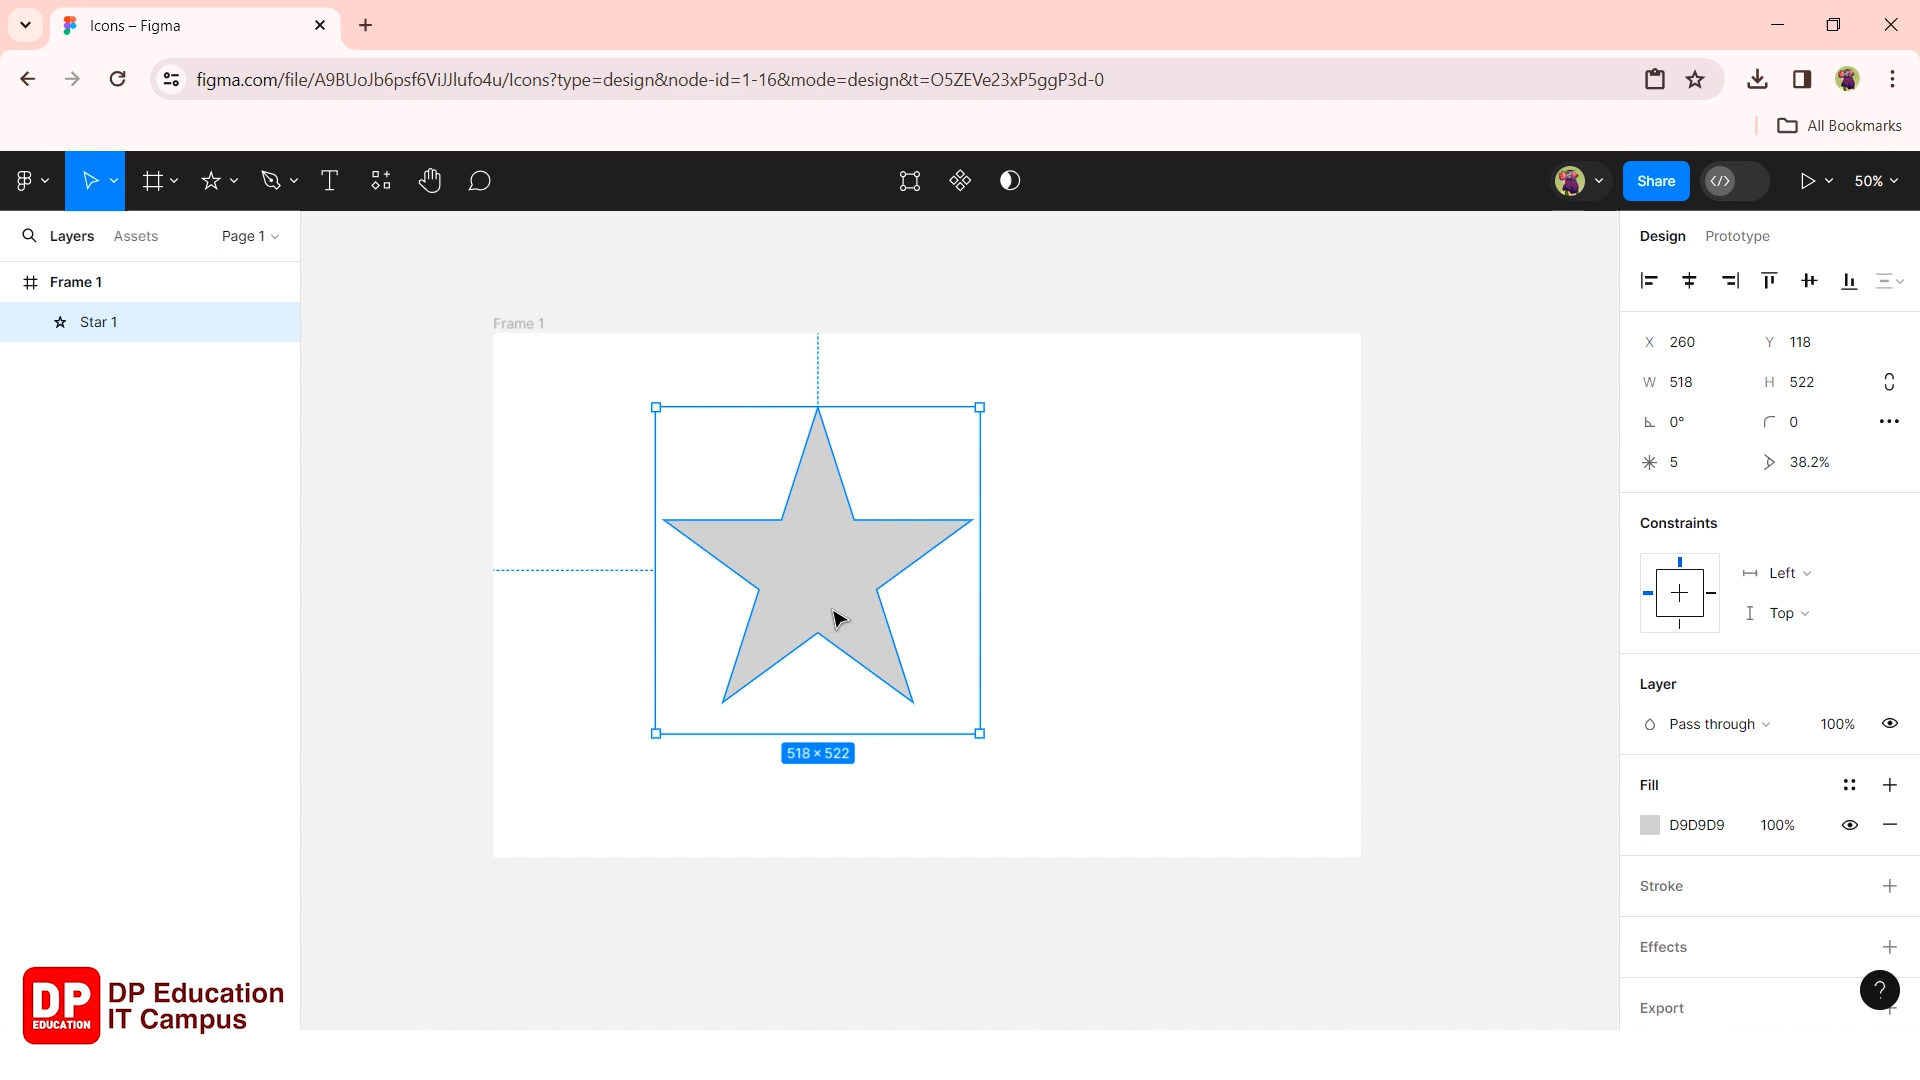 Icons – Figma
figma.com/file/A9BUoJb6psf6ViJJlufo4u/Icons?type=design&node-id=1-16&mode=design&t=O5ZEVe23xP5ggP3d-0
All Bookmarks
Share
50%
Layers Assets Page 1
Frame 1
Star 1
Frame 1
518 × 522
Design Prototype
X 260 Y 118
W 518 H 522
0° 0
5 38.2%
Constraints
Left
Top
Layer
Pass through 100%
Fill
D9D9D9 100%
Stroke
Effects
?
Export
DP
EDUCATION
DP Education
IT Campus